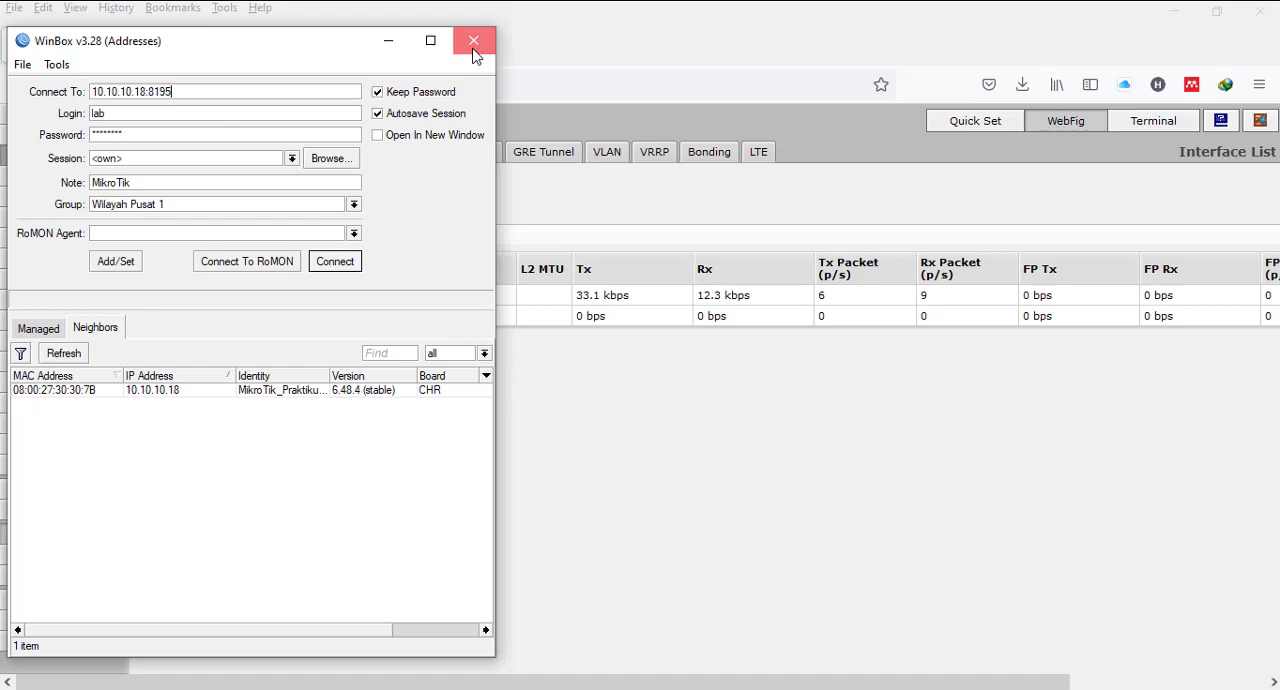 File Edit View History Bookmarks Tools Help
WinBox v3.28 (Addresses)
File Tools
Connect To: 10.10.10.18:8195
Keep Password
Login: lab
Autosave Session
Password: ********
Open In New Window
Session: <own>
Browse...
Note: MikroTik
Group: Wilayah Pusat 1
RoMON Agent:
Add/Set
Connect To RoMON
Connect
Managed
Neighbors
Refresh
Find
all
MAC Address IP Address Identity Version Board
08:00:27:30:30:7B 10.10.10.18 MikroTik_Praktiku... 6.48.4 (stable) CHR
1 item
H
Quick Set
WebFig
Terminal
GRE Tunnel
VLAN
VRRP
Bonding
LTE
Interface List
L2 MTU Tx Rx Tx Packet (p/s) Rx Packet (p/s) FP Tx FP Rx FP (p/
33.1 kbps 12.3 kbps 6 9 0 bps 0 bps 0
0 bps 0 bps 0 0 0 bps 0 bps 0